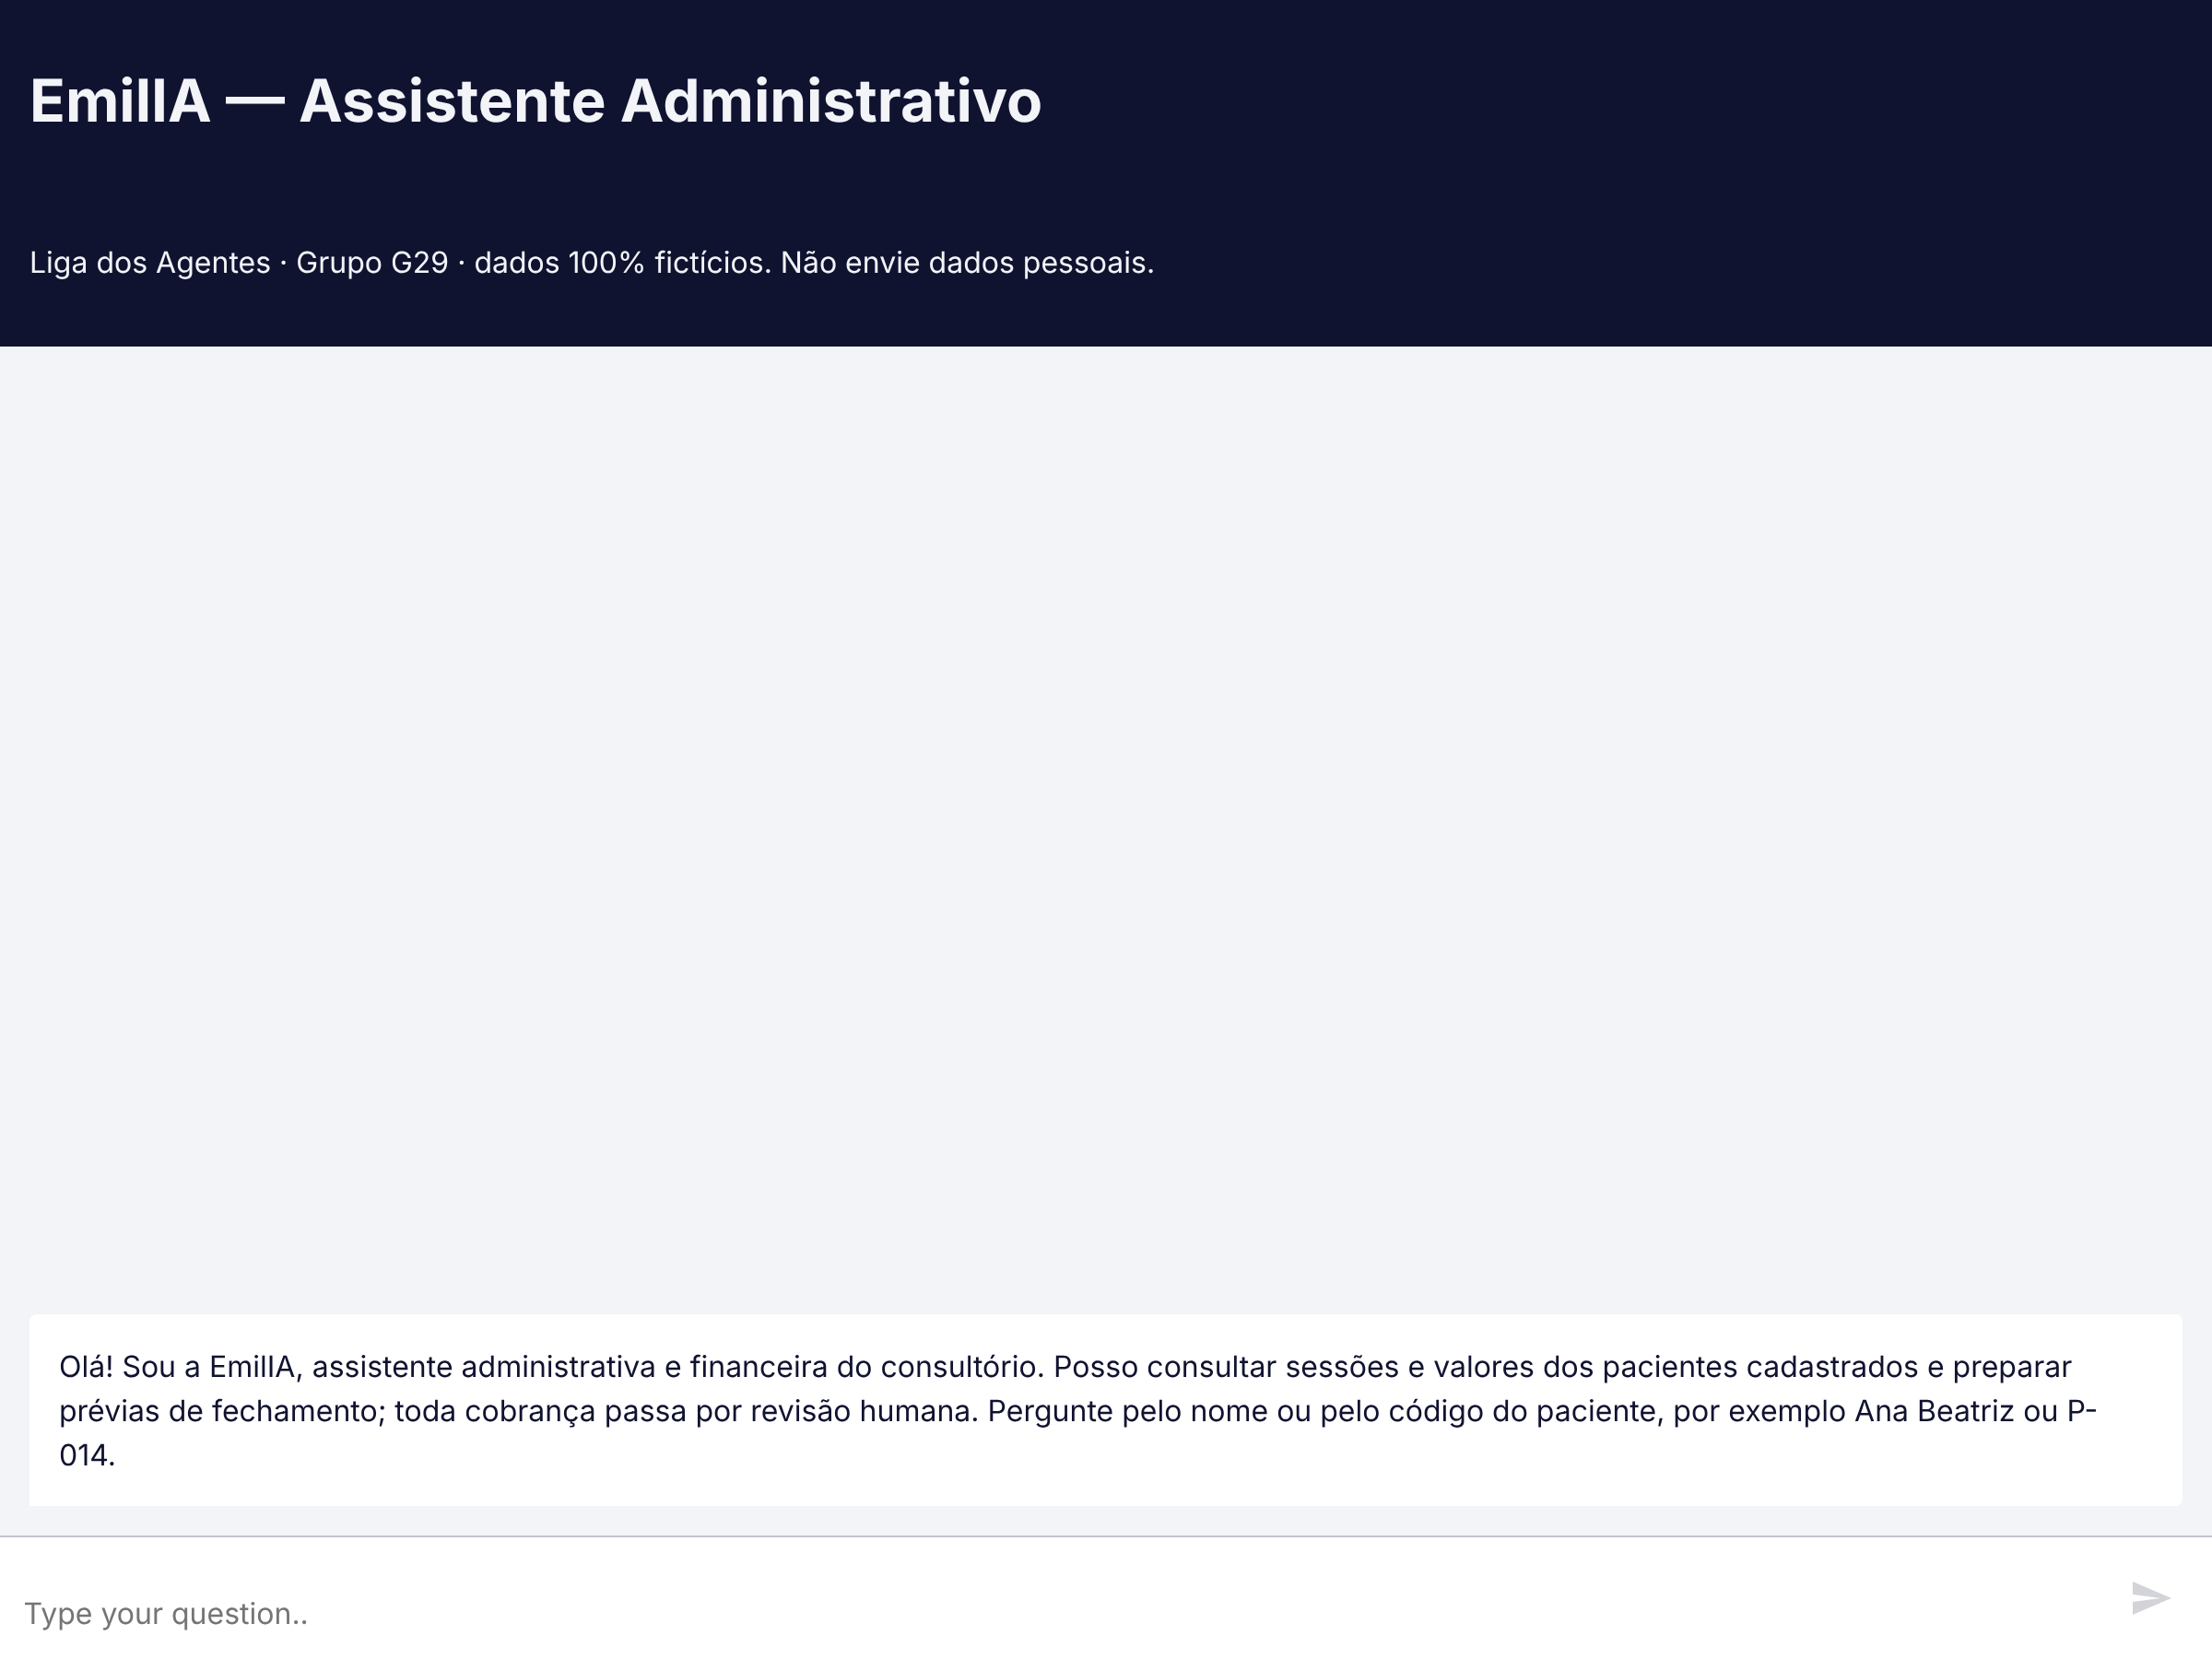 EmilIA — Assistente Administrativo
Liga dos Agentes · Grupo G29 · dados 100% fictícios. Não envie dados pessoais.
Olá! Sou a EmilIA, assistente administrativa e financeira do consultório. Posso consultar sessões e valores dos pacientes cadastrados e preparar
prévias de fechamento; toda cobrança passa por revisão humana. Pergunte pelo nome ou pelo código do paciente, por exemplo Ana Beatriz ou P-
014.
Type your question..